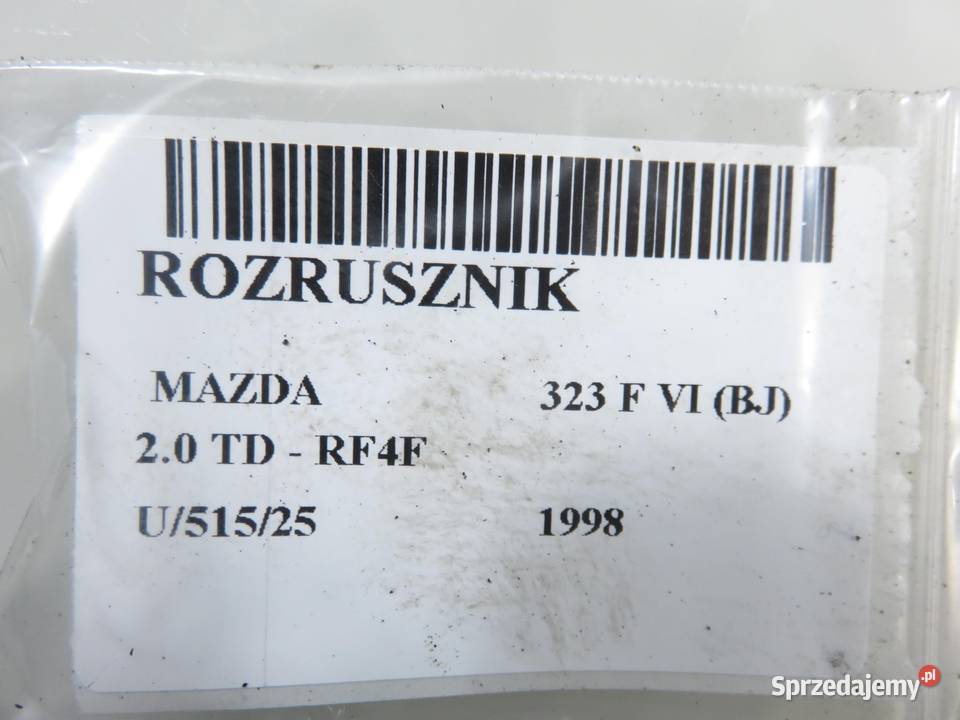 ROZRUSZNIK
MAZDA 323 F VI (BJ)
2.0 TD - RF4F
U/515/25 1998
Sprzedajemy.pl